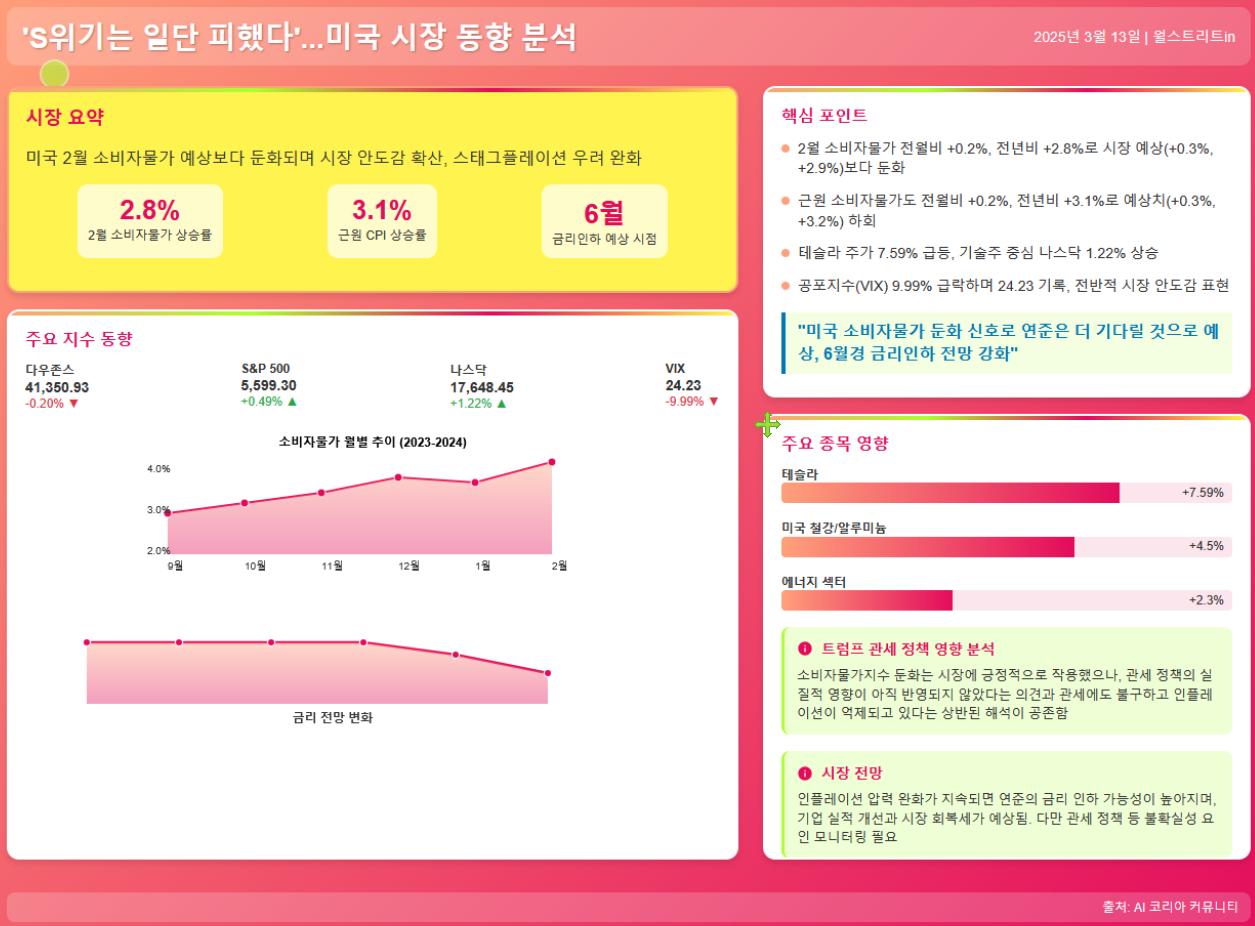 'S위기는 일단 피했다'...미국 시장 동향 분석
2025년 3월 13일 | 월스트리트in
시장 요약
미국 2월 소비자물가 예상보다 둔화되며 시장 안도감 확산, 스태그플레이션 우려 완화
2.8%
2월 소비자물가 상승률
3.1%
근원 CPI 상승률
6월
금리인하 예상 시점
주요 지수 동향
다우존스
41,350.93
-0.20% ▼
S&P 500
5,599.30
+0.49% ▲
나스닥
17,648.45
+1.22% ▲
VIX
24.23
-9.99% ▼
소비자물가 월별 추이 (2023-2024)
4.0%
3.0%
2.0%
9월
10월
11월
12월
1월
2월
금리 전망 변화
핵심 포인트
2월 소비자물가 전월비 +0.2%, 전년비 +2.8%로 시장 예상(+0.3%,
+2.9%)보다 둔화
근원 소비자물가도 전월비 +0.2%, 전년비 +3.1%로 예상치(+0.3%,
+3.2%) 하회
테슬라 주가 7.59% 급등, 기술주 중심 나스닥 1.22% 상승
공포지수(VIX) 9.99% 급락하며 24.23 기록, 전반적 시장 안도감 표현
"미국 소비자물가 둔화 신호로 연준은 더 기다릴 것으로 예
상, 6월경 금리인하 전망 강화"
주요 종목 영향
테슬라
+7.59%
미국 철강/알루미늄
+4.5%
에너지 섹터
+2.3%
트럼프 관세 정책 영향 분석
소비자물가지수 둔화는 시장에 긍정적으로 작용했으나, 관세 정책의 실
질적 영향이 아직 반영되지 않았다는 의견과 관세에도 불구하고 인플레
이션이 억제되고 있다는 상반된 해석이 공존함
시장 전망
인플레이션 압력 완화가 지속되면 연준의 금리 인하 가능성이 높아지며,
기업 실적 개선과 시장 회복세가 예상됨. 다만 관세 정책 등 불확실성 요
인 모니터링 필요
출처: AI 코리아 커뮤니티